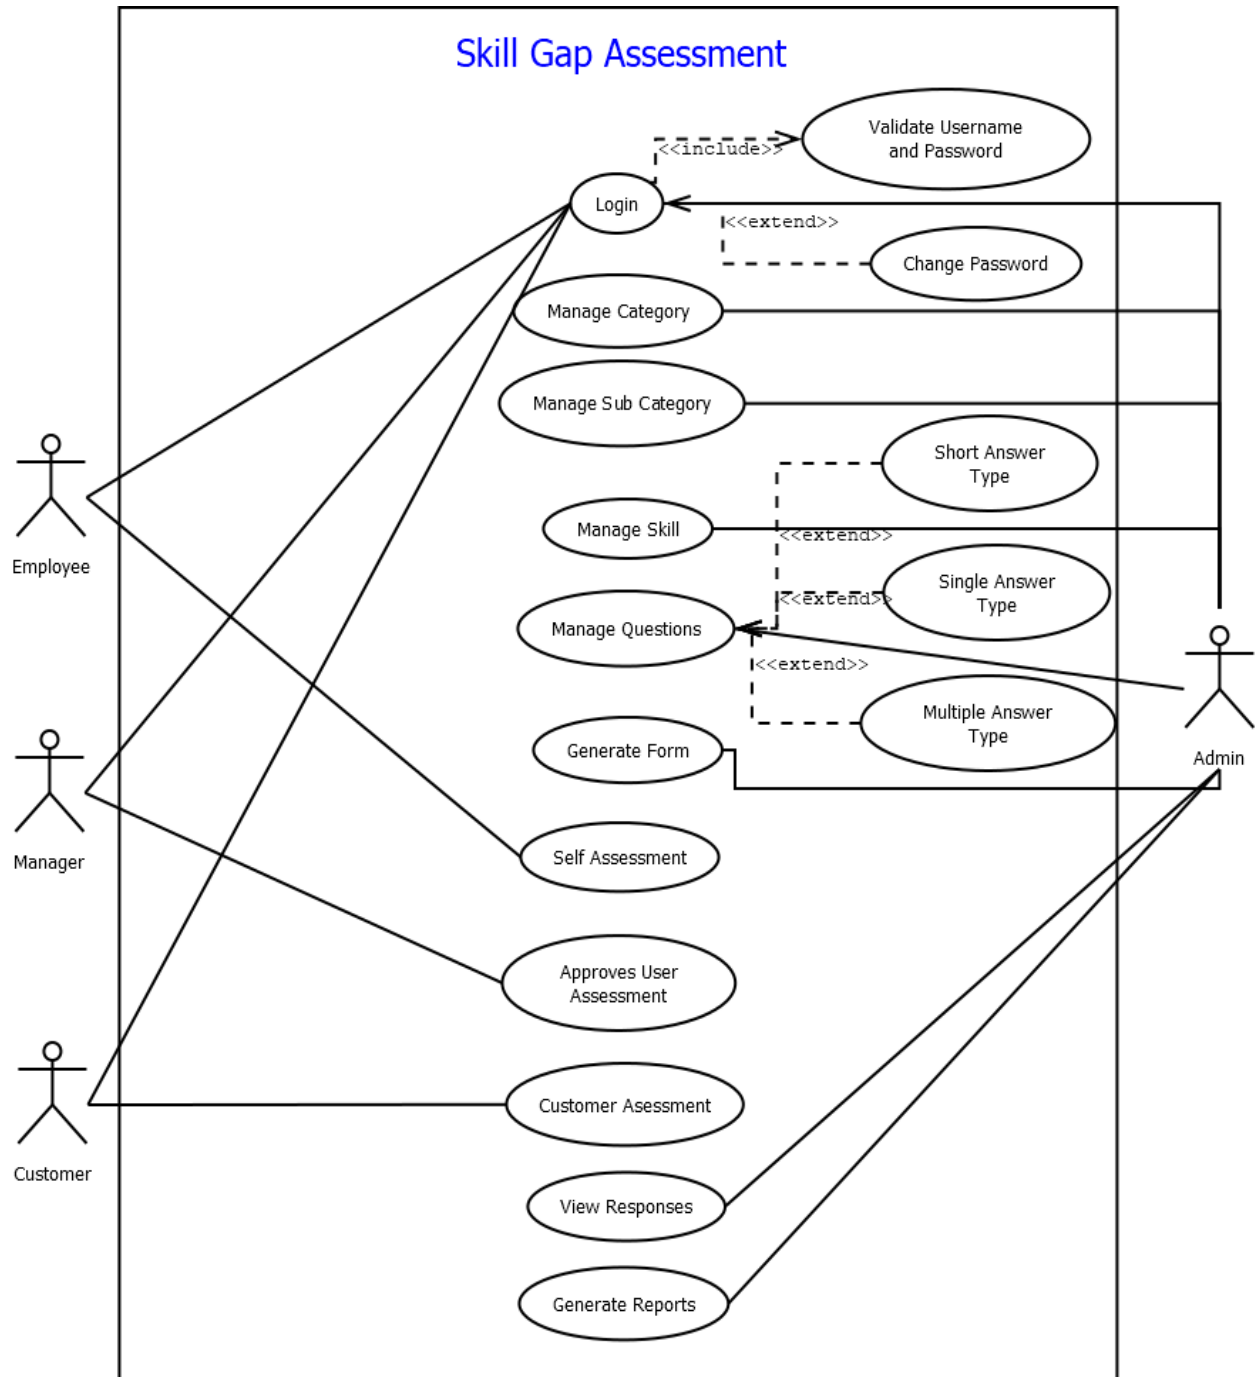 Skill Gap Assessment
Validate Username
and Password
<<include>>
Login
<<extend>>
Change Password
Manage Category
Manage Sub Category
Short Answer
Type
Manage Skill
<<extend>>
Single Answer
Type
<<extend>>
Employee
Manage Questions
<<extend>>
Multiple Answer
Type
Generate Form
Admin
Manager
Self Assessment
Approves User
Assessment
Customer Asessment
Customer
View Responses
Generate Reports